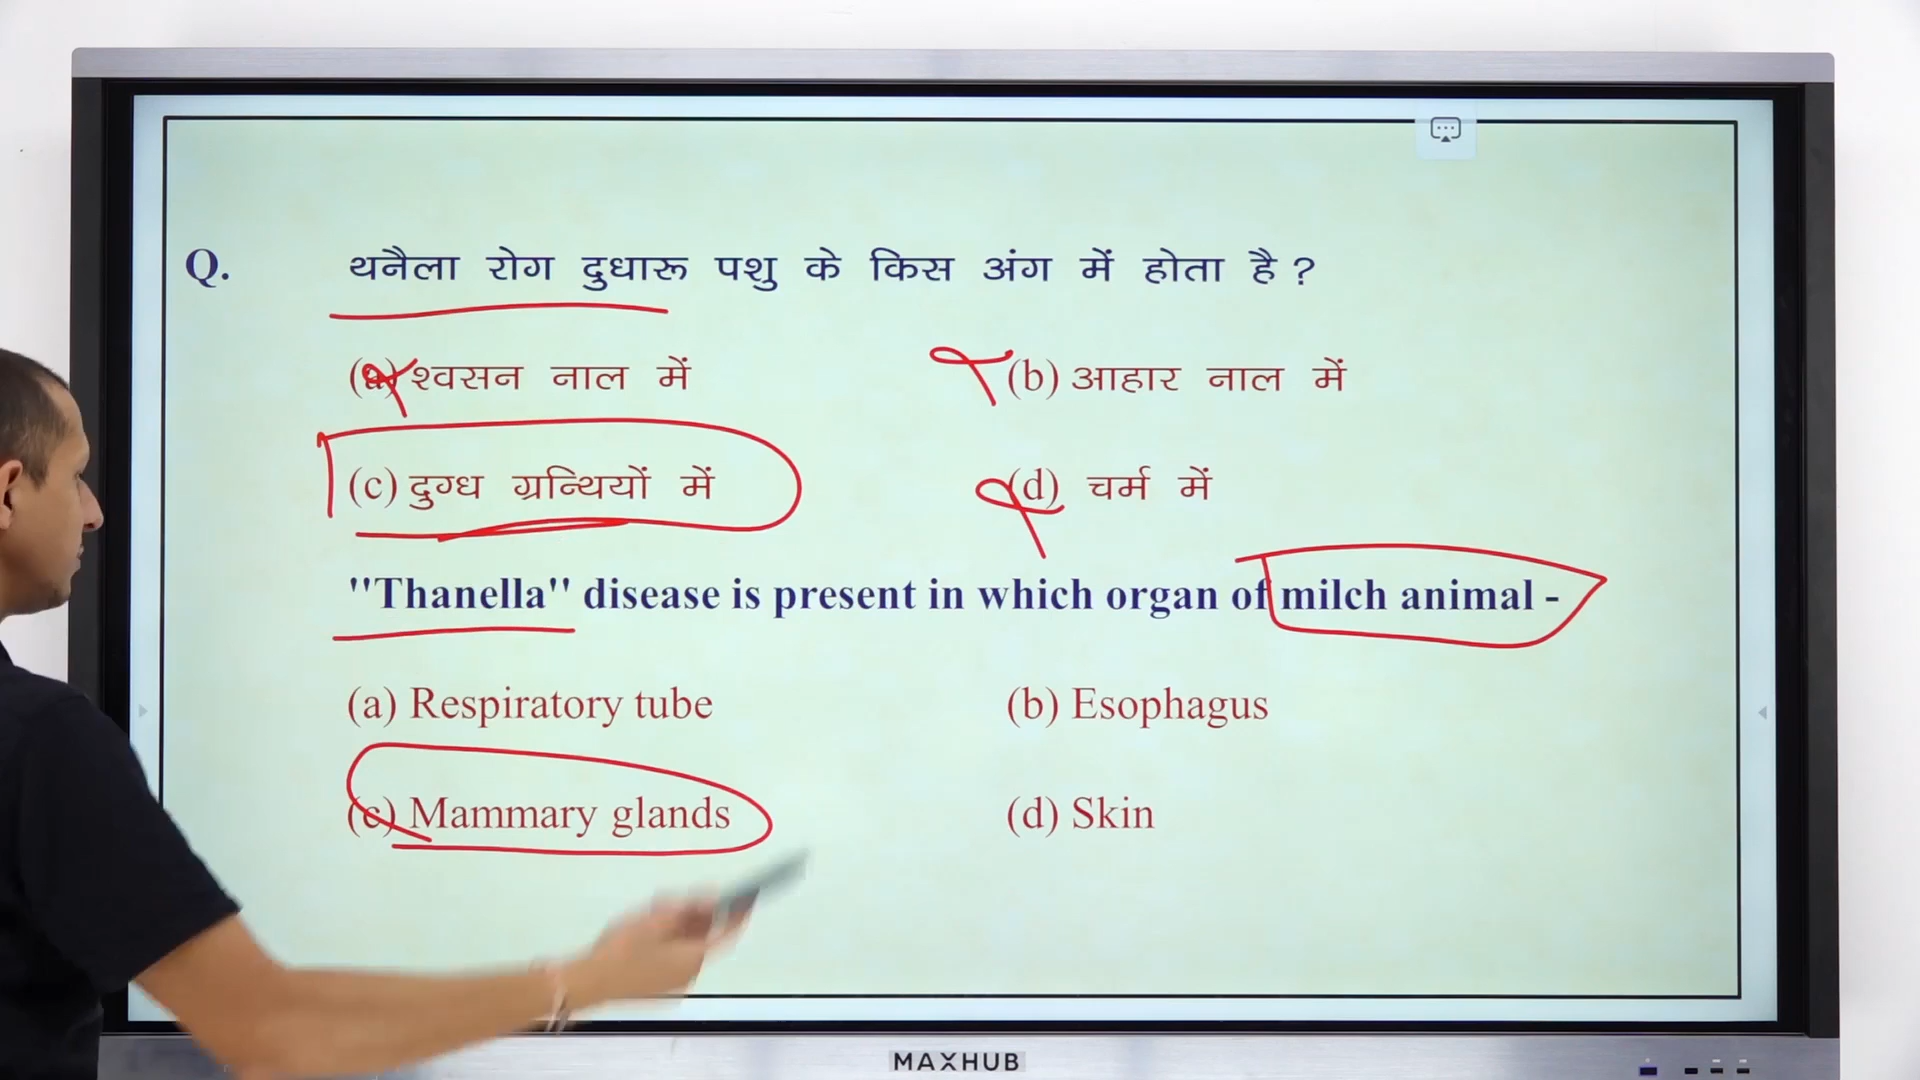 Q. थनैला रोग दुधारू पशु के किस अंग में होता है ?
(a) श्वसन नाल में (b) आहार नाल में
(c) दुग्ध ग्रन्थियों में (d) चर्म में
"Thanella" disease is present in which organ of milch animal -
(a) Respiratory tube (b) Esophagus
(c) Mammary glands (d) Skin
MAXHUB